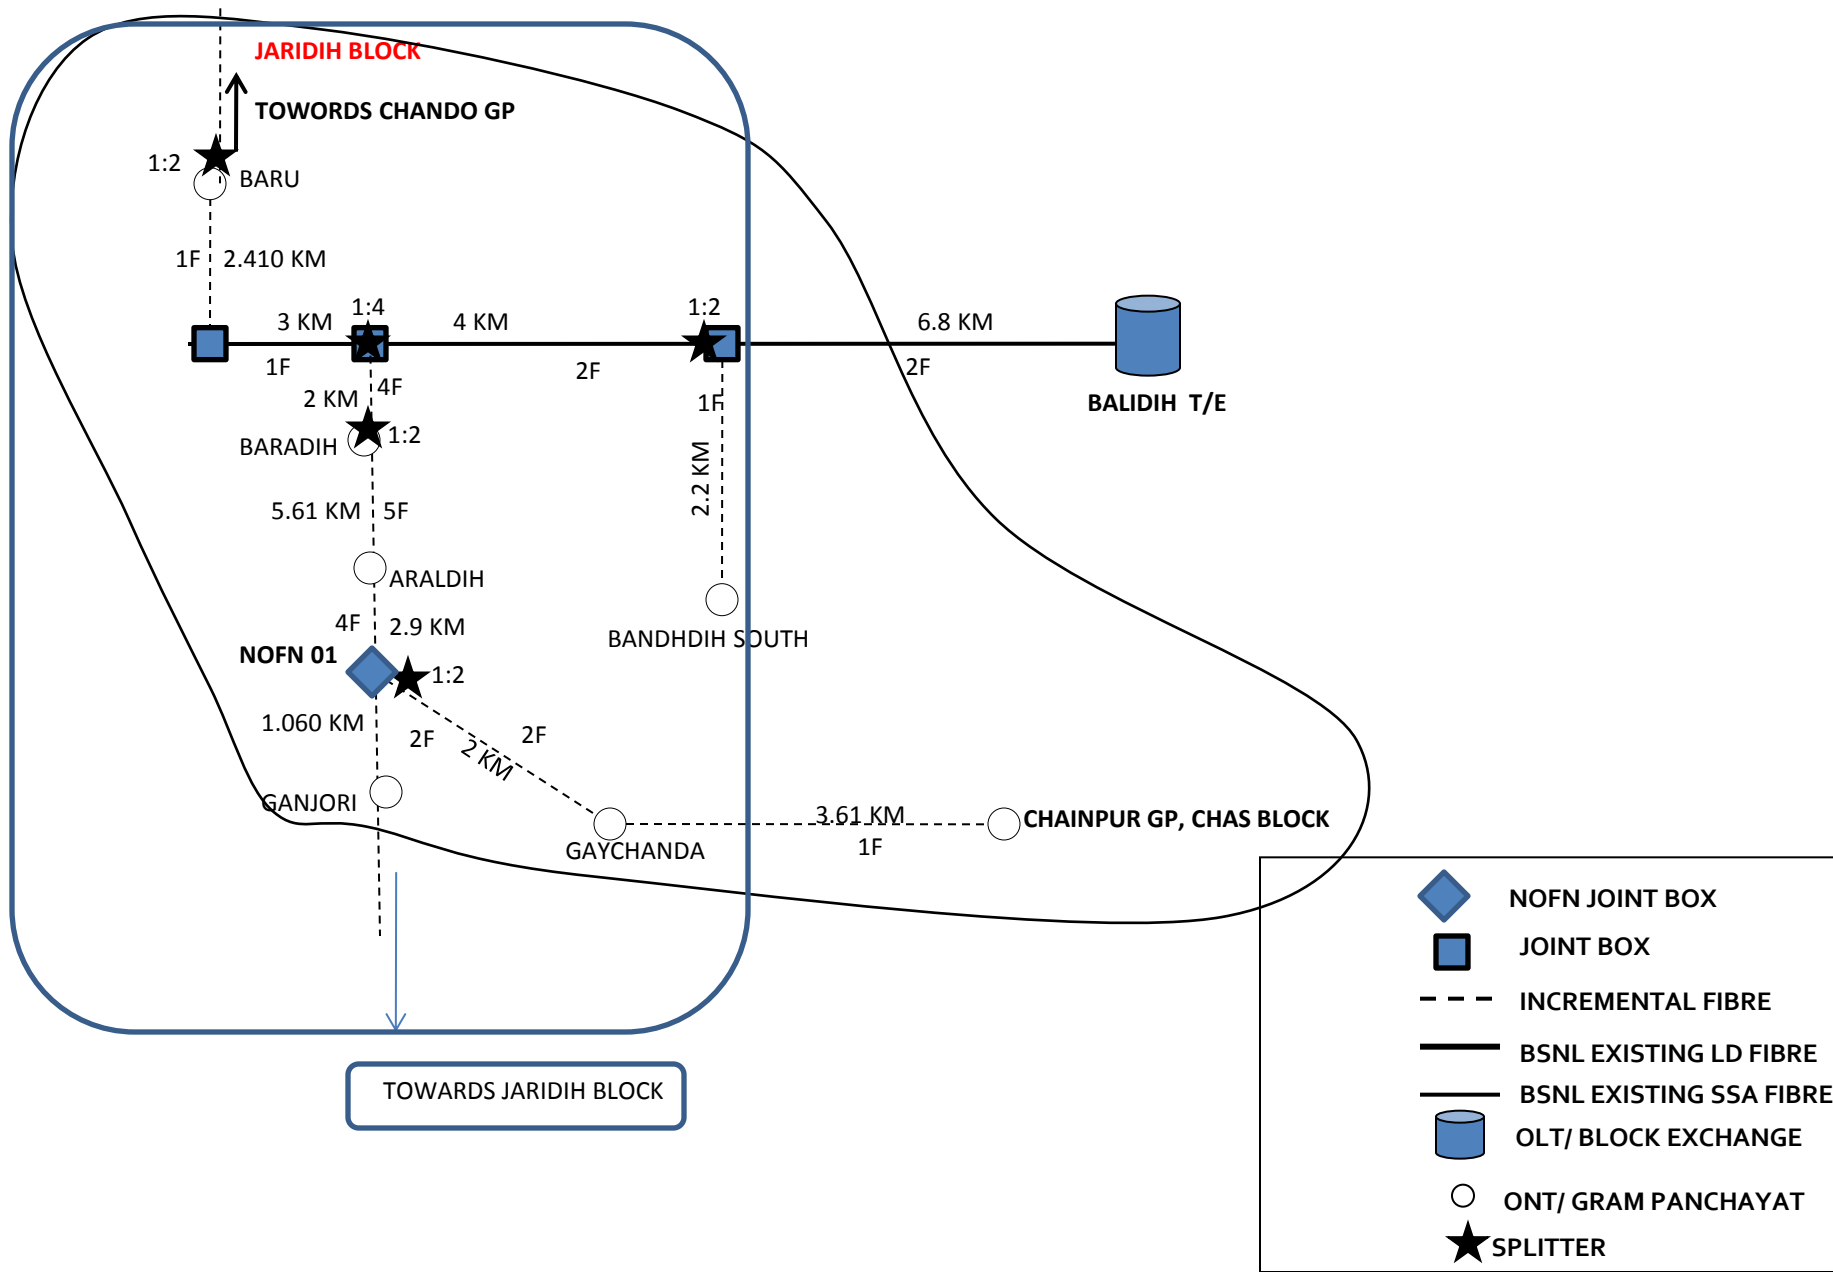 JARIDIH BLOCK
TOWORDS CHANDO GP
1:2
BARU
1F
2.410 KM
3 KM
1:4
4 KM
1:2
6.8 KM
1F
4F
2F
2F
2 KM
1F
BALIDIH T/E
BARADIH
1:2
2.2 KM
5.61 KM
5F
ARALDIH
4F
2.9 KM
BANDHDIH SOUTH
NOFN 01
1:2
1.060 KM
2F
2F
2 KM
GANJORI
3.61 KM
CHAINPUR GP, CHAS BLOCK
GAYCHANDA
1F
NOFN JOINT BOX
JOINT BOX
INCREMENTAL FIBRE
BSNL EXISTING LD FIBRE
BSNL EXISTING SSA FIBRE
OLT/ BLOCK EXCHANGE
ONT/ GRAM PANCHAYAT
SPLITTER
TOWARDS JARIDIH BLOCK